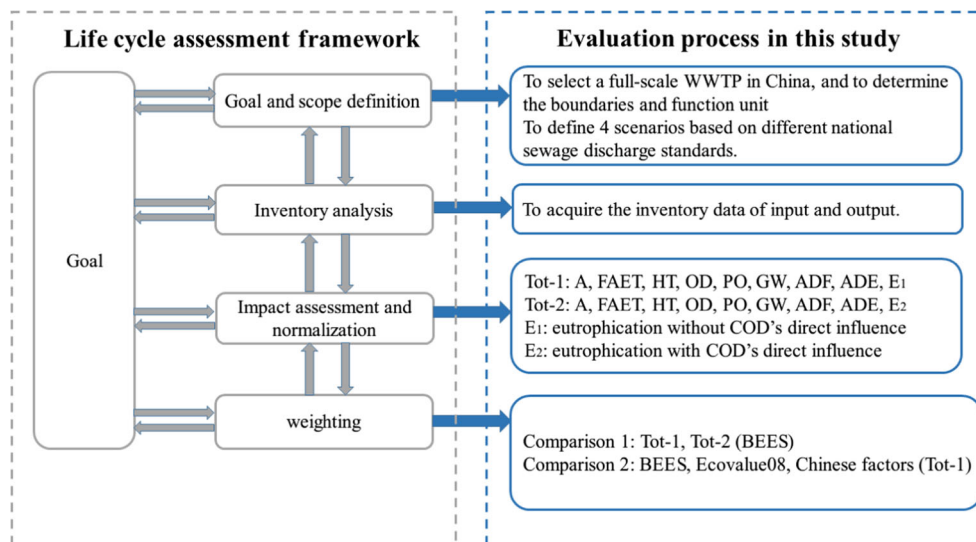 Life cycle assessment framework
Goal
Goal and scope definition
Inventory analysis
Impact assessment and
normalization
weighting
Evaluation process in this study
To select a full-scale WWTP in China, and to determine
the boundaries and function unit
To define 4 scenarios based on different national
sewage discharge standards.
To acquire the inventory data of input and output.
Tot-1: A, FAET, HT, OD, PO, GW, ADF, ADE, E1
Tot-2: A, FAET, HT, OD, PO, GW, ADF, ADE, E2
E1: eutrophication without COD’s direct influence
E2: eutrophication with COD’s direct influence
Comparison 1: Tot-1, Tot-2 (BEES)
Comparison 2: BEES, Ecovalue08, Chinese factors (Tot-1)